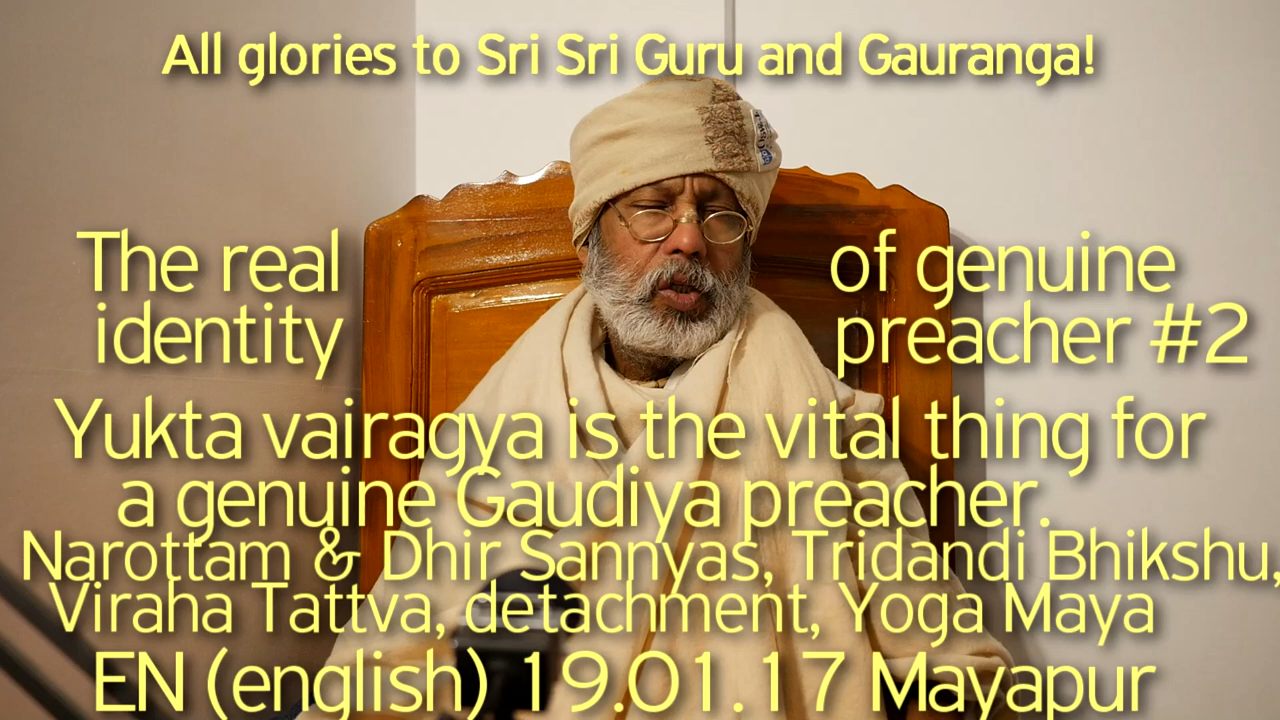 All glories to Sri Sri Guru and Gauranga!
The real identity of genuine preacher #2
Yukta vairagya is the vital thing for
a genuine Gaudiya preacher.
Narottam & Dhir Sannyas, Tridandi Bhikshu,
Viraha Tattva, detachment, Yoga Maya
EN (english) 19.01.17 Mayapur